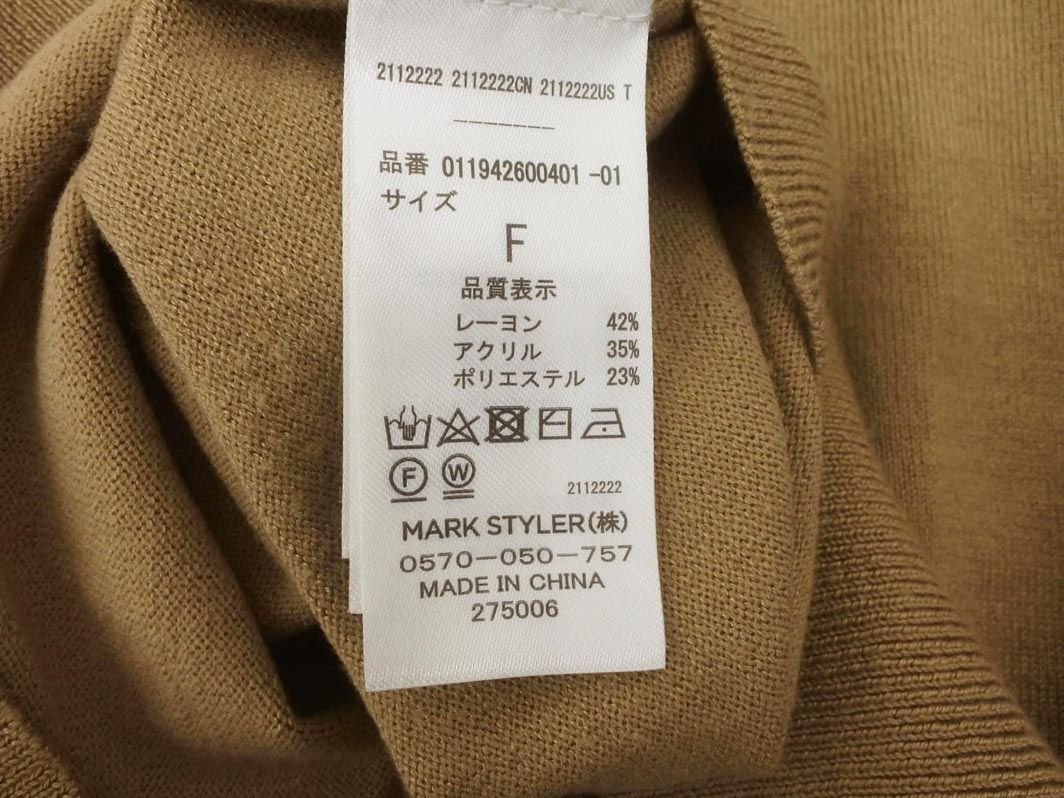 2112222 2112222CN 2112222US T
-------
品番 011942600401 -01
サイズ
F
品質表示
レーヨン 42%
アクリル 35%
ポリエステル 23%
F W
2112222
MARK STYLER(株)
0570-050-757
MADE IN CHINA
275006